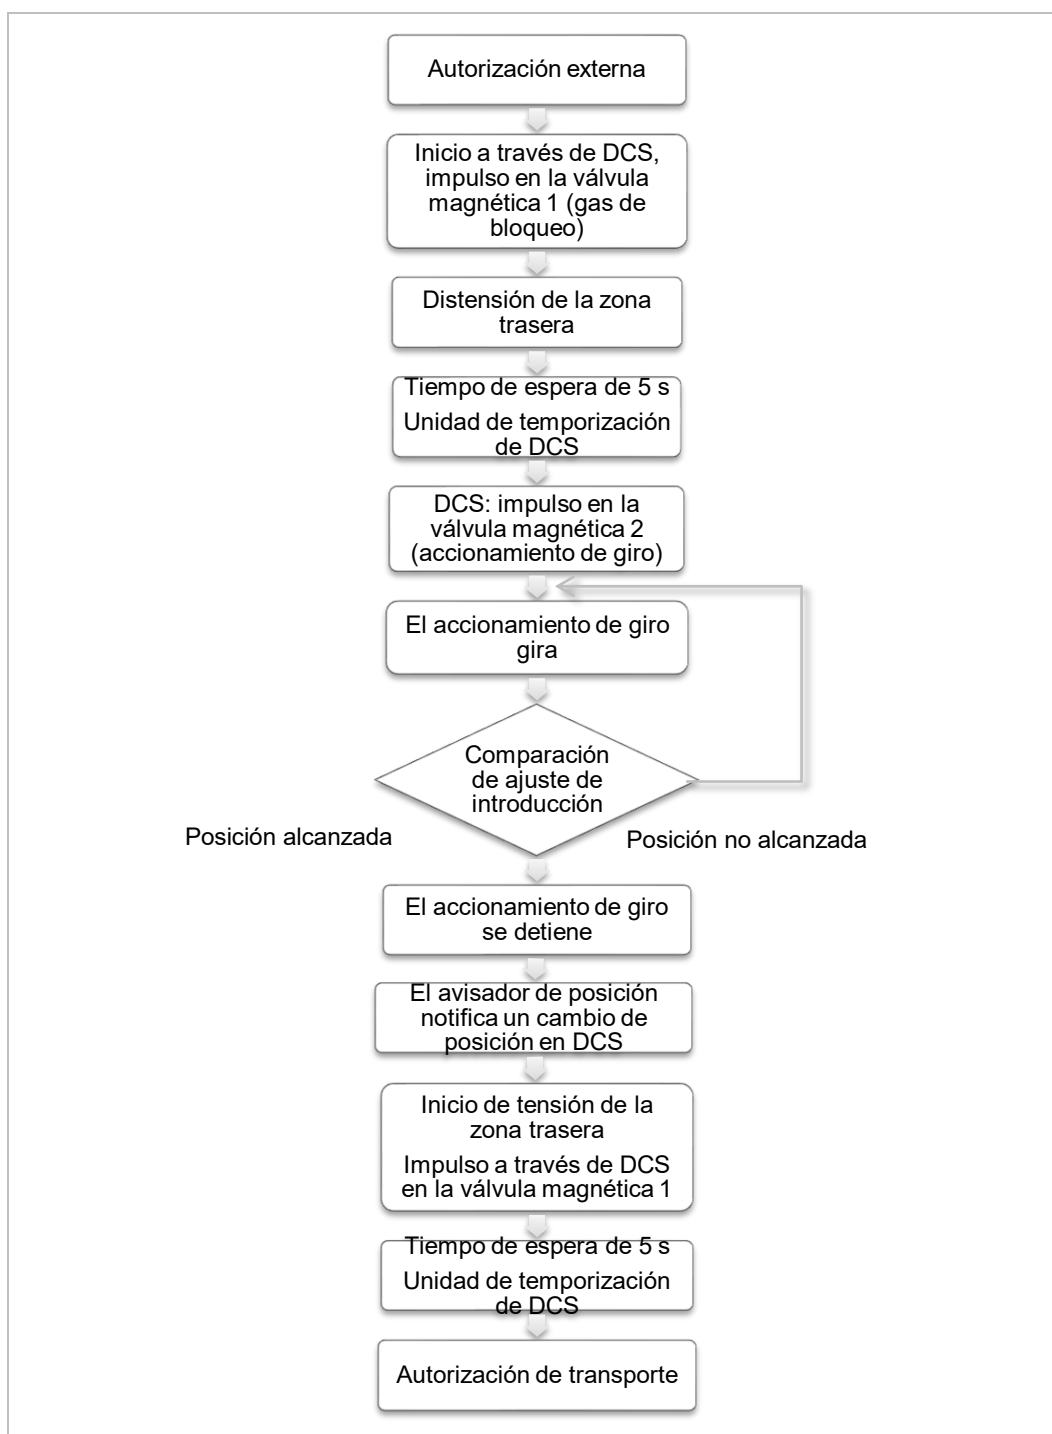 Autorización externa
Inicio a través de DCS,
impulso en la válvula
magnética 1 (gas de
bloqueo)
Distensión de la zona
trasera
Tiempo de espera de 5 s
Unidad de temporización
de DCS
DCS: impulso en la
válvula magnética 2
(accionamiento de giro)
El accionamiento de giro
gira
Comparación
de ajuste de
introducción
Posición alcanzada
Posición no alcanzada
El accionamiento de giro
se detiene
El avisador de posición
notifica un cambio de
posición en DCS
Inicio de tensión de la
zona trasera
Impulso a través de DCS
en la válvula magnética 1
Tiempo de espera de 5 s
Unidad de temporización
de DCS
Autorización de transporte